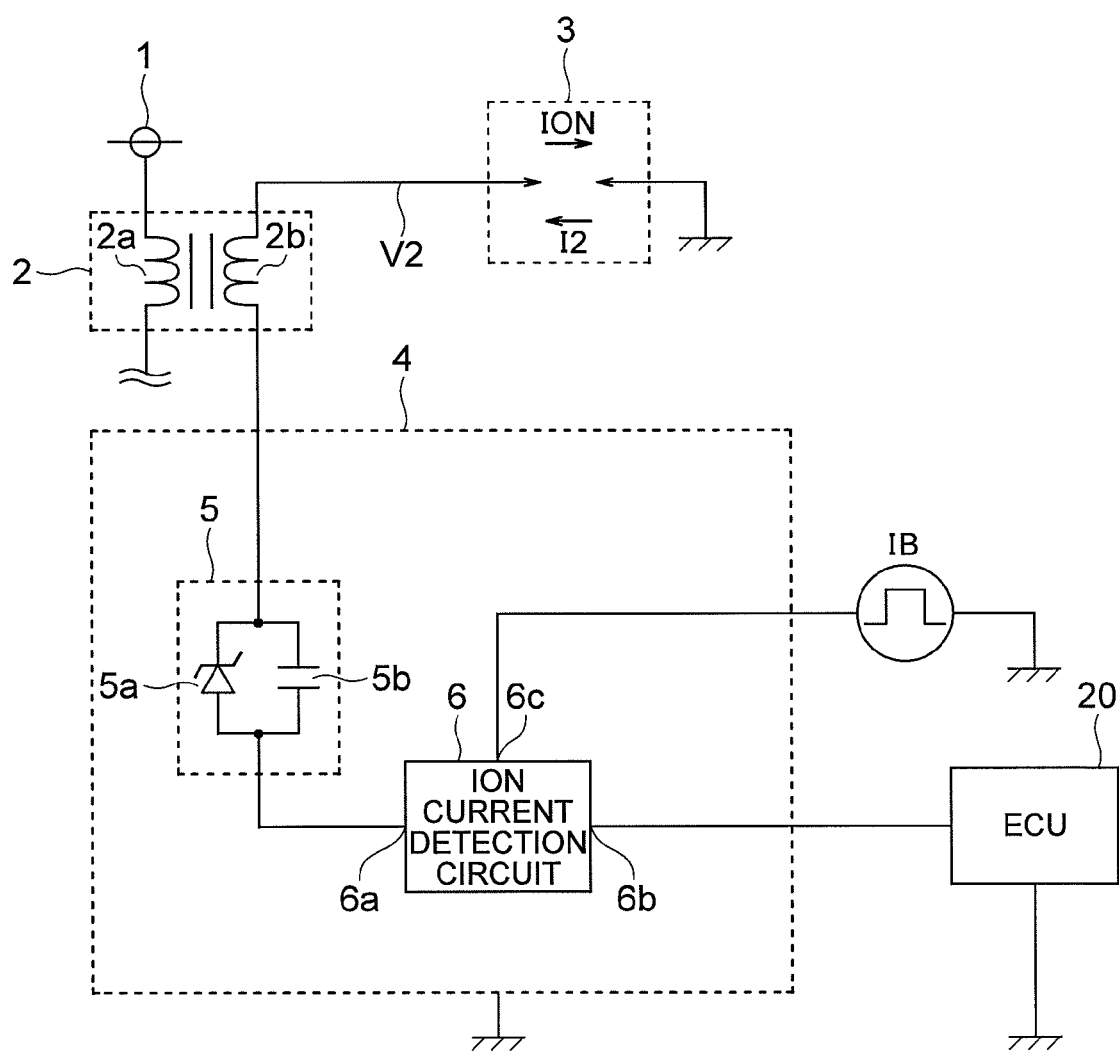 1
3
ION
I2
2a
2b
2
V2
4
5
IB
5a
5b
6
6c
20
ION
CURRENT
DETECTION
CIRCUIT
ECU
6a
6b